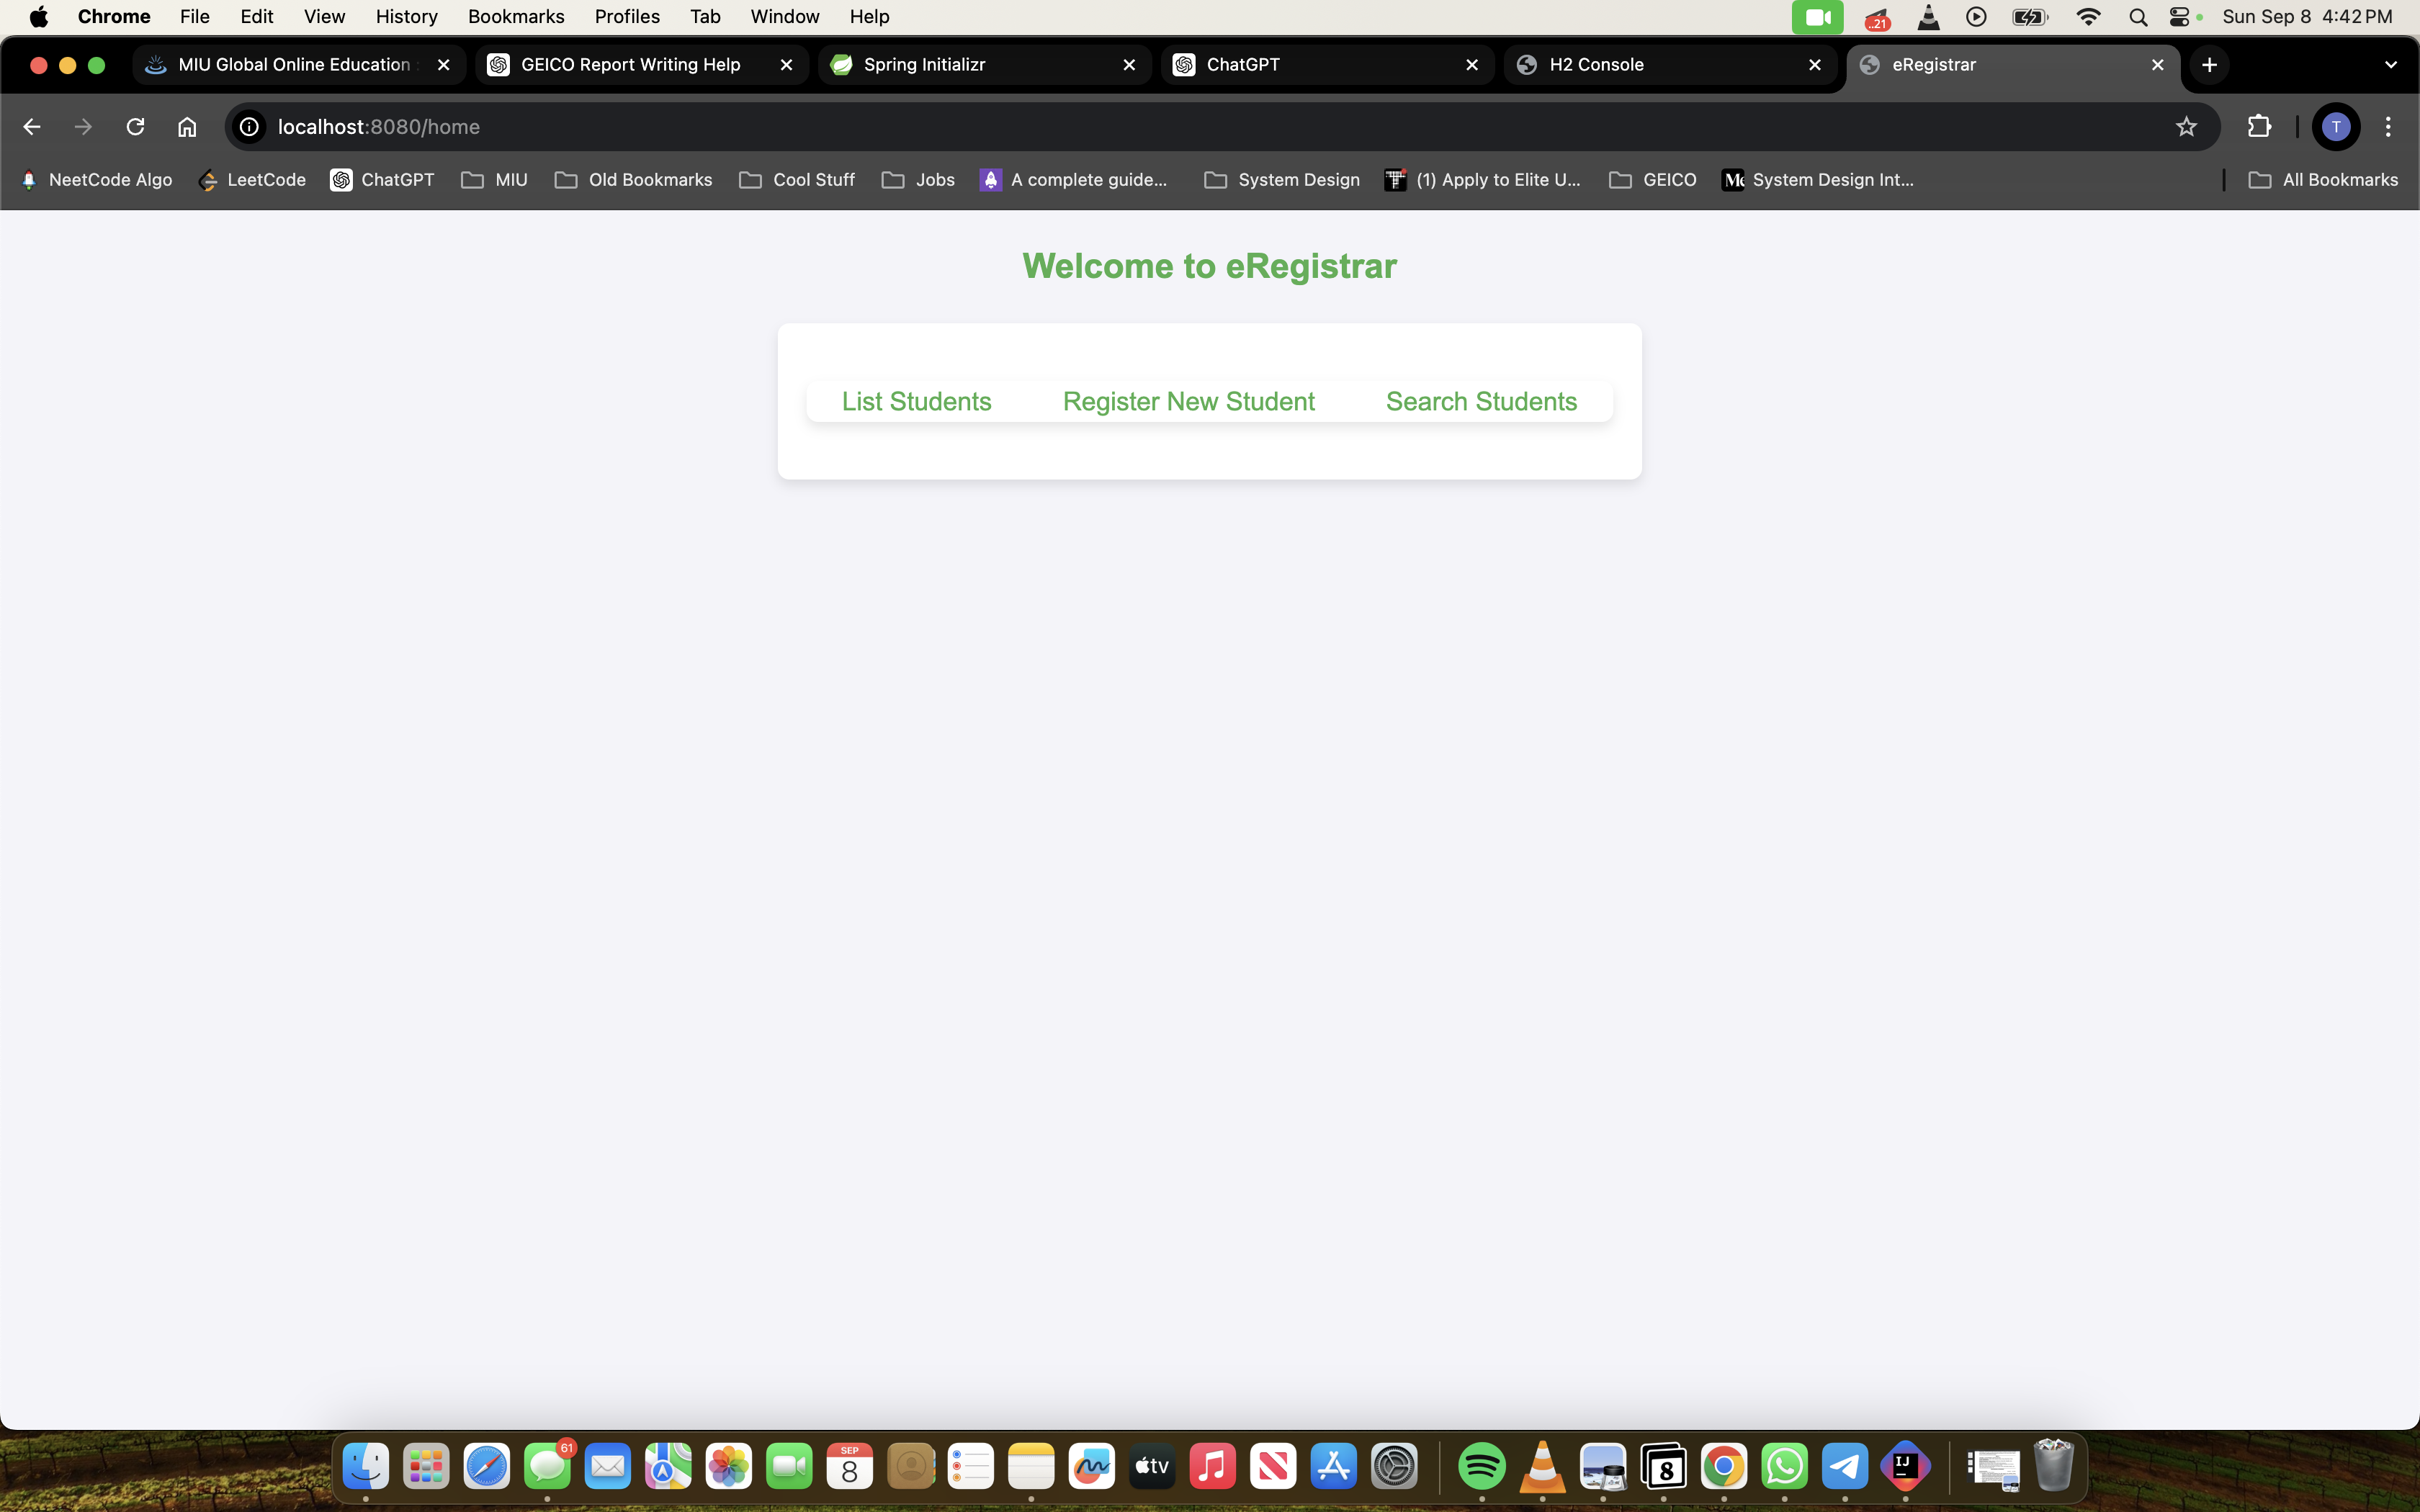 Chrome File Edit View History Bookmarks Profiles Tab Window Help ..21 Sun Sep 8 4:42 PM
MIU Global Online Education GEICO Report Writing Help Spring Initializr ChatGPT H2 Console eRegistrar
localhost:8080/home T
NeetCode Algo LeetCode ChatGPT MIU Old Bookmarks Cool Stuff Jobs A complete guide... System Design (1) Apply to Elite U... GEICO System Design Int... All Bookmarks
Welcome to eRegistrar
List Students Register New Student Search Students
61 SEP 8 tv 8 IJ